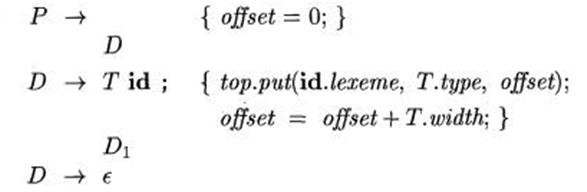 P → { offset = 0; }
D
D → T id ; { top.put(id.lexeme, T.type, offset);
offset = offset + T.width; }
D₁
D → ϵ